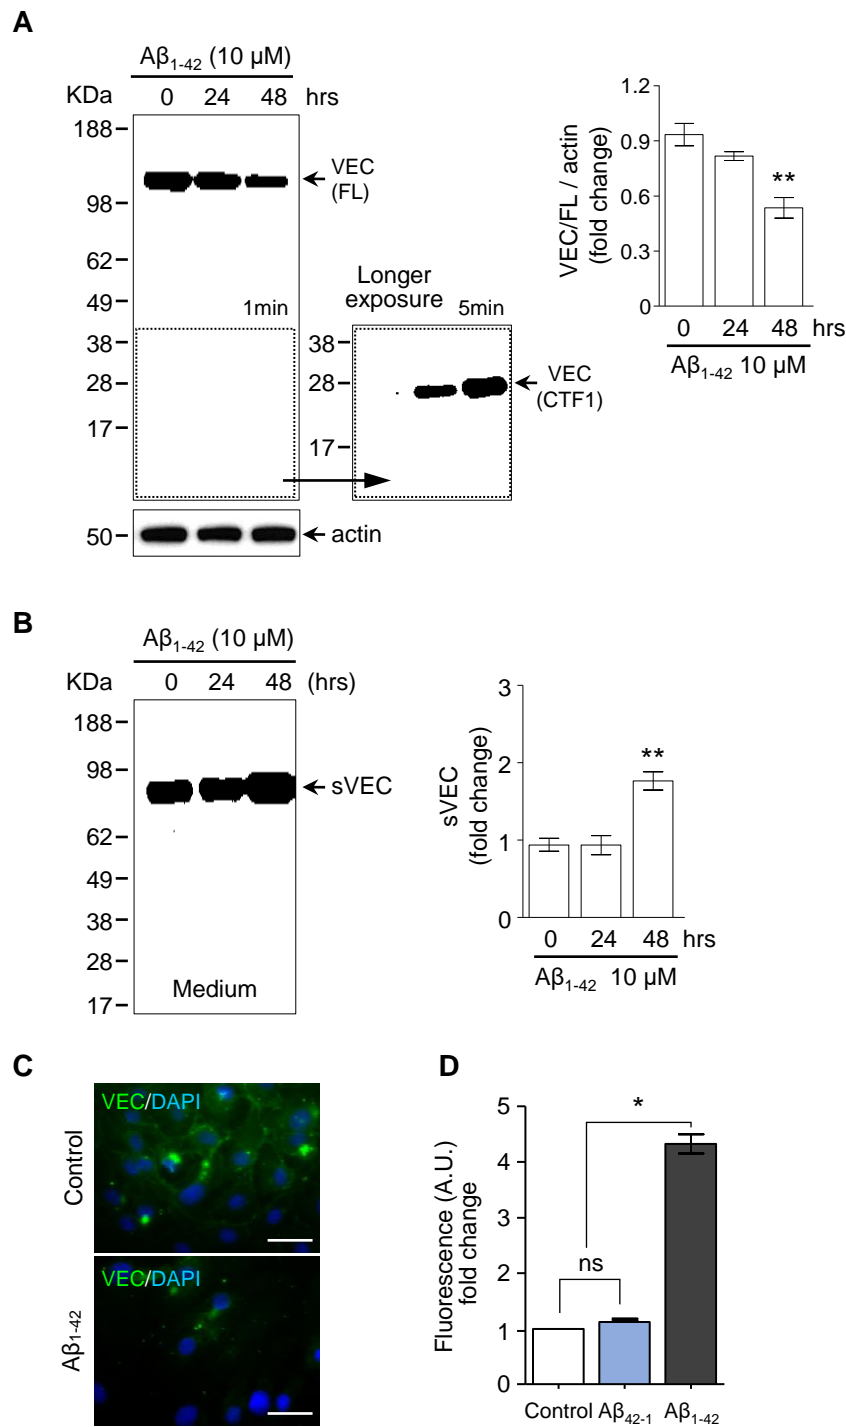 A
Aβ1-42 (10 μM)
KDa 0 24 48 hrs
188
98
62
49
38
28
17
50
VEC
(FL)
1min
Longer
exposure
5min
38
28
17
VEC
(CTF1)
actin
VEC/FL / actin
(fold change)
1.2
0.9
0.6
0.3
0
**
0 24 48 hrs
Aβ1-42 10 μM
B
Aβ1-42 (10 μM)
KDa 0 24 48 (hrs)
188
98
62
49
38
28
17
sVEC
Medium
sVEC
(fold change)
3
2
1
0
**
0 24 48 hrs
Aβ1-42 10 μM
C
Control
VEC/DAPI
Aβ1-42
VEC/DAPI
D
Fluorescence (A.U.)
fold change
5
4
4
2
1
0
*
ns
Control Aβ42-1 Aβ1-42